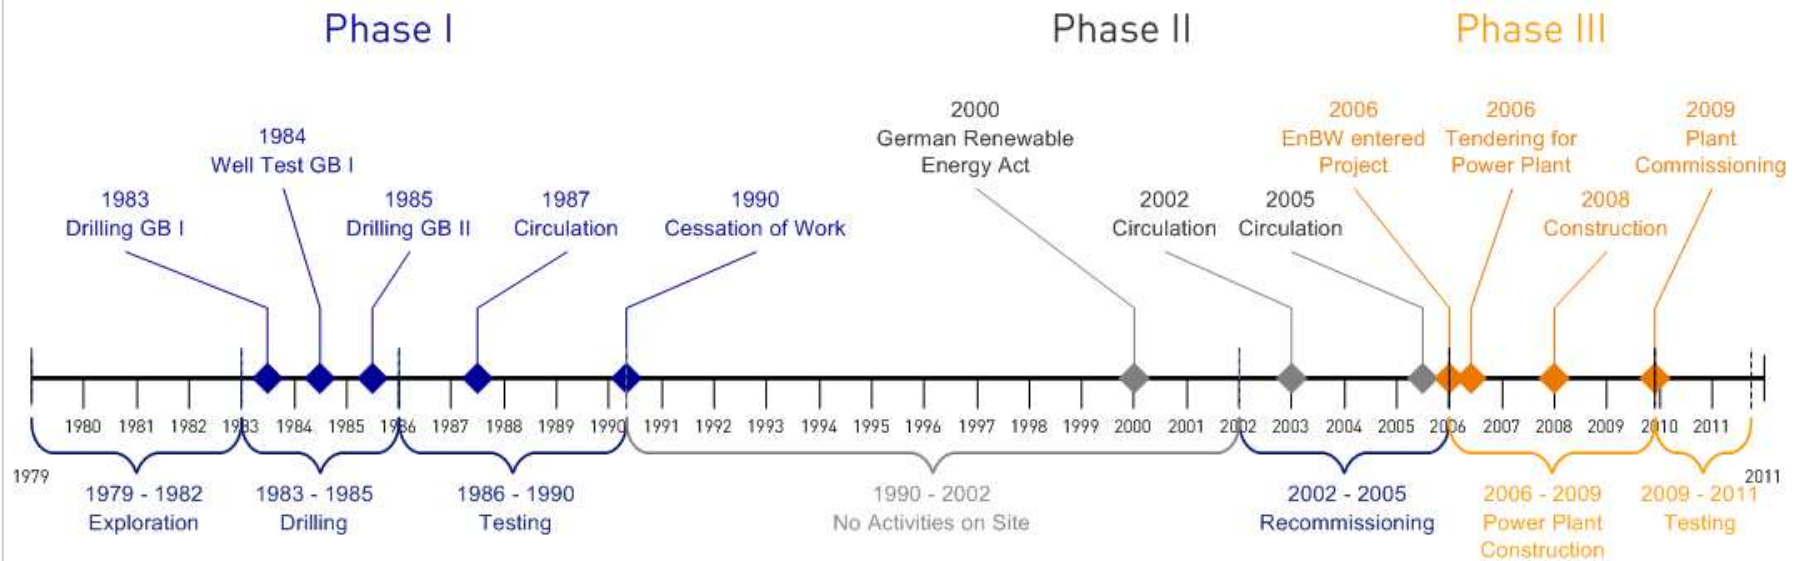 Phase I
Phase II
Phase III
1983
Drilling GB I
1984
Well Test GB I
1985
Drilling GB II
1987
Circulation
1990
Cessation of Work
2000
German Renewable
Energy Act
2002
Circulation
2005
Circulation
2006
EnBW entered
Project
2006
Tendering for
Power Plant
2008
Construction
2009
Plant
Commissioning
1980 1981 1982 1983 1984 1985 1986 1987 1988 1989 1990 1991 1992 1993 1994 1995 1996 1997 1998 1999 2000 2001 2002 2003 2004 2005 2006 2007 2008 2009 2010 2011
1979
2011
1979 - 1982
Exploration
1983 - 1985
Drilling
1986 - 1990
Testing
1990 - 2002
No Activities on Site
2002 - 2005
Recommissioning
2006 - 2009
Power Plant
Construction
2009 - 2011
Testing